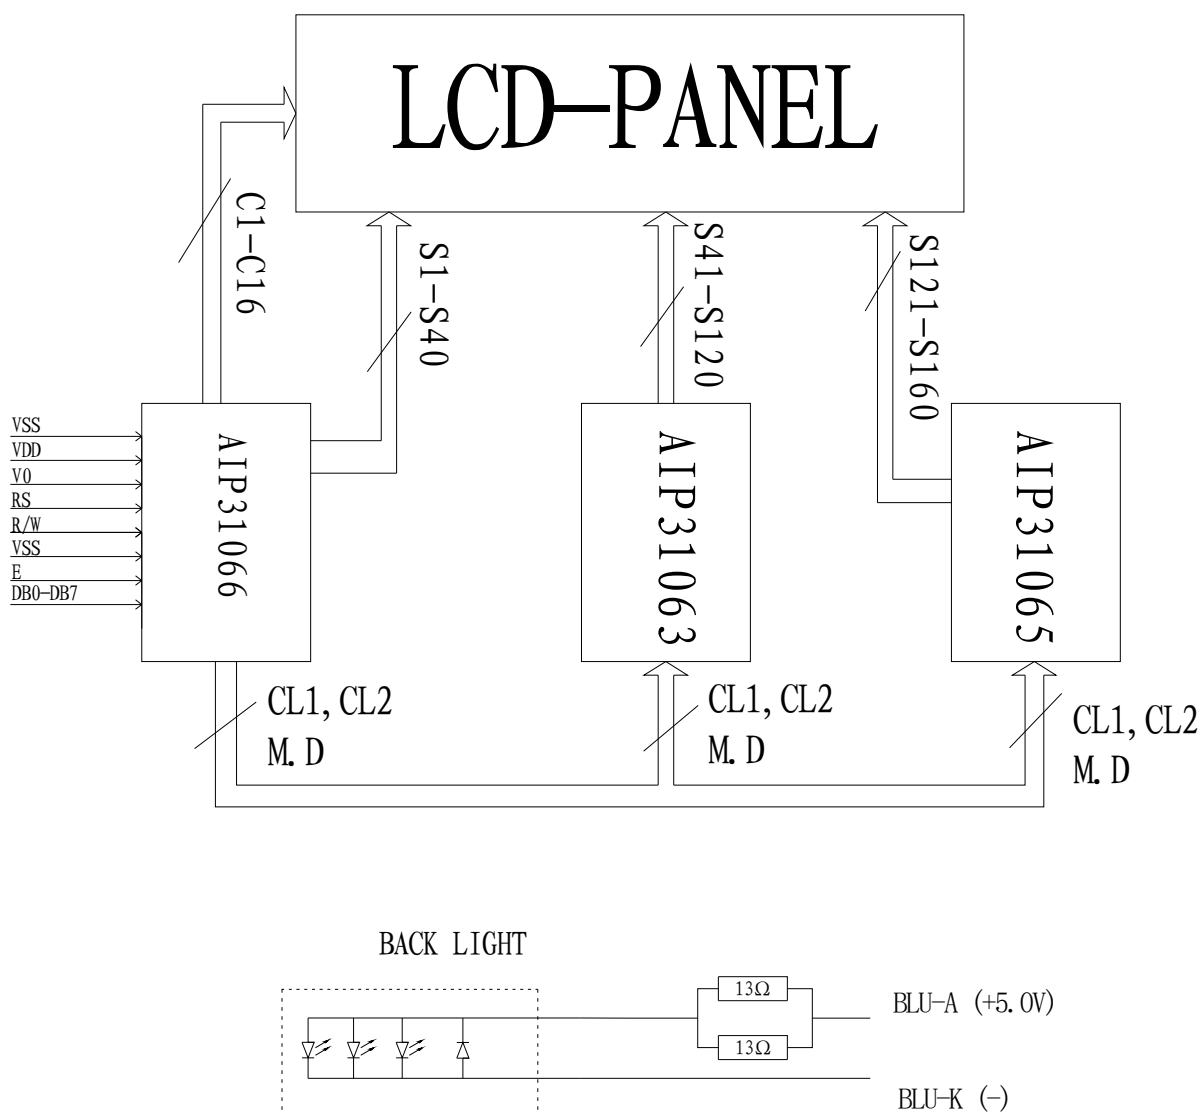 LCD-PANEL
C1-C16
S1-S40
S41-S120
S121-S160
VSS
VDD
V0
RS
R/W
VSS
E
DB0-DB7
AIP31066
AIP31063
AIP31065
CL1, CL2
M. D
CL1, CL2
M. D
CL1, CL2
M. D
BACK LIGHT
13Ω
13Ω
BLU-A (+5.0V)
BLU-K (-)